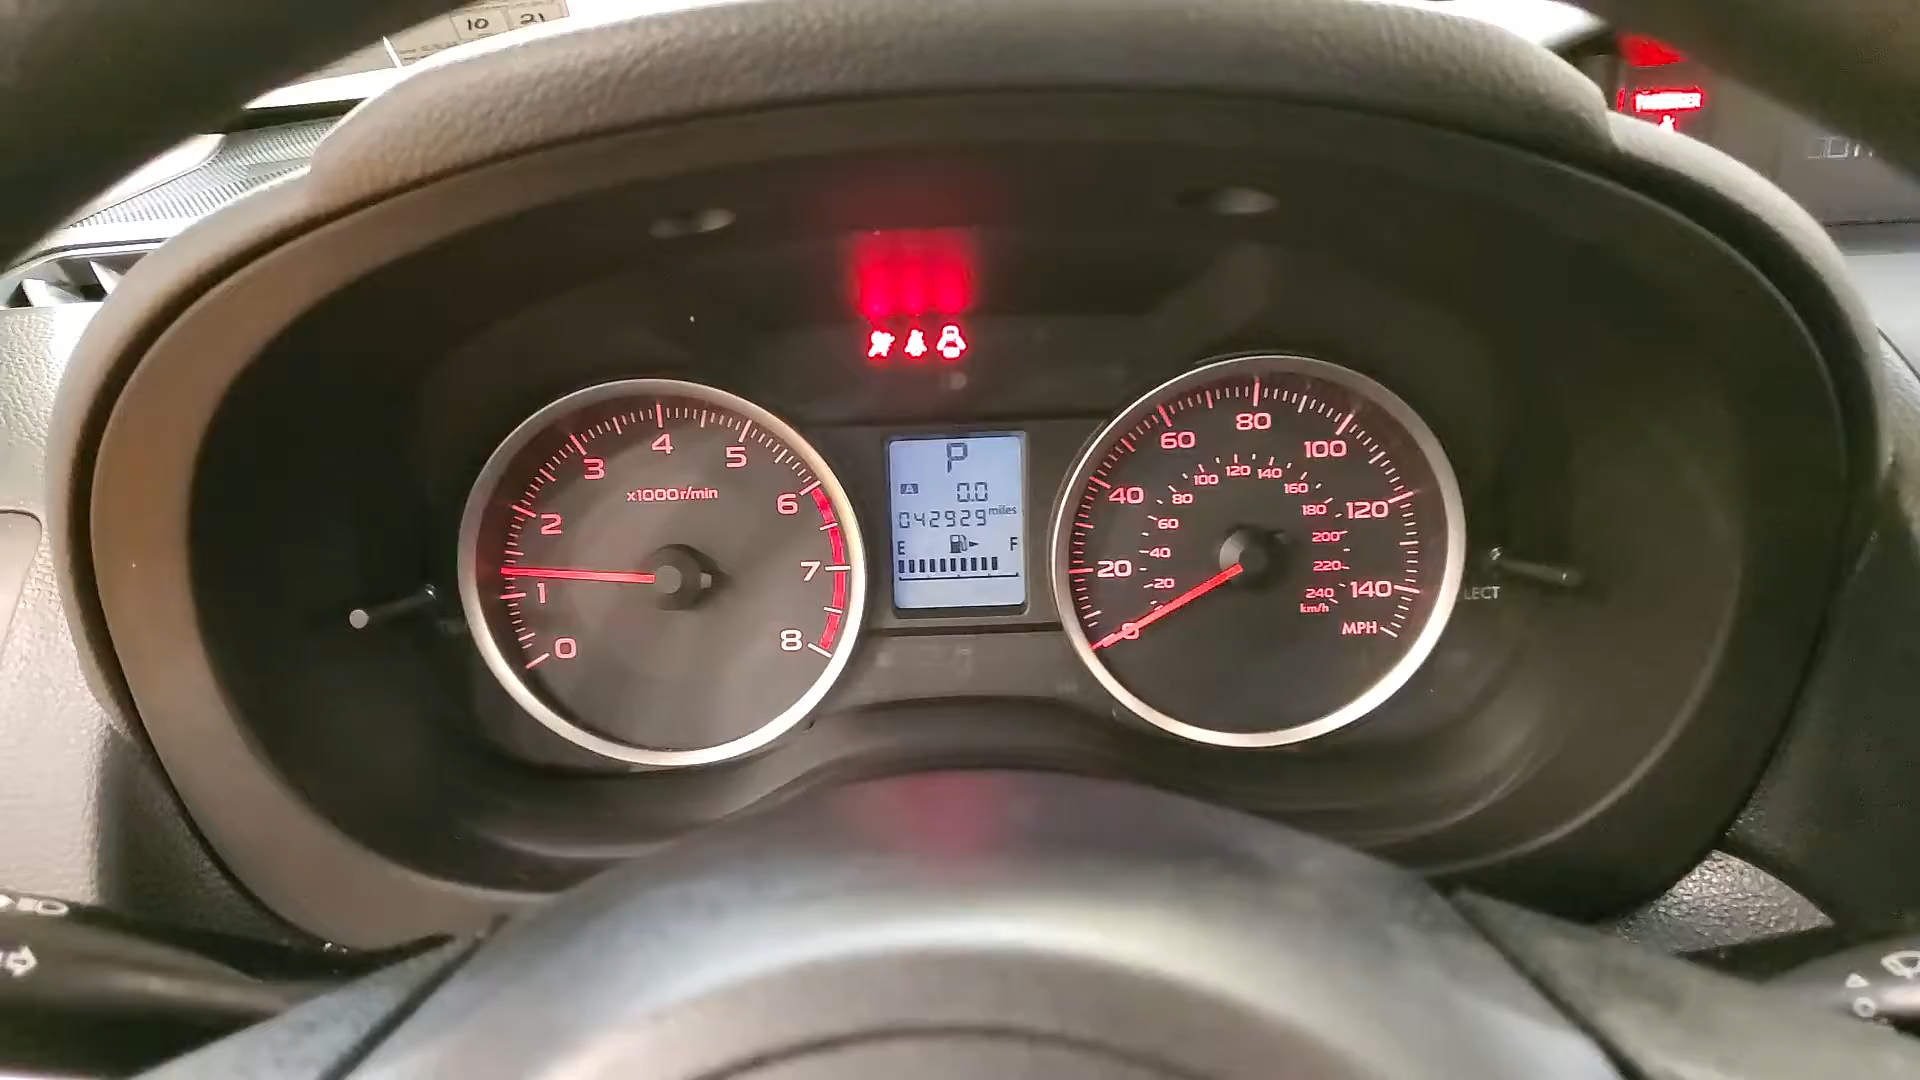 10 21
PASSENGER
0 1 2 3 4 5 6 7 8
x1000r/min
P
A 0.0
042929 miles
E F
0 20 40 60 80 100 120 140
MPH
20 40 60 80 100 120 140 160 180 200 220 240
km/h
LECT